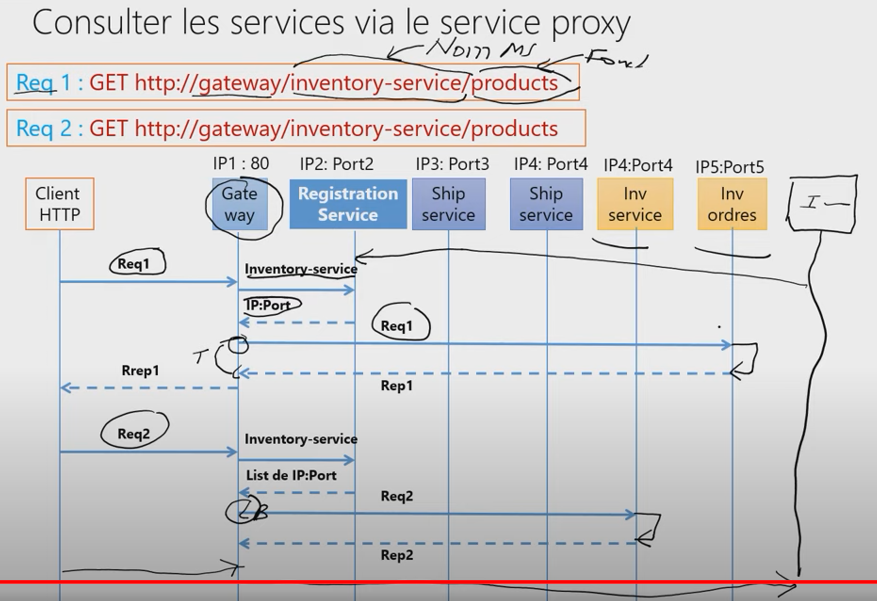 Consulter les services via le service proxy
Nom MS
Fonct
Req 1 : GET http://gateway/inventory-service/products
Req 2 : GET http://gateway/inventory-service/products
IP1 : 80
IP2: Port2
IP3: Port3
IP4: Port4
IP4:Port4
IP5:Port5
Client
HTTP
Gate
way
Registration
Service
Ship
service
Ship
service
Inv
service
Inv
ordres
I
Req1
Inventory-service
IP:Port
Req1
T
Rrep1
Rep1
Req2
Inventory-service
List de IP:Port
Req2
LB
Rep2